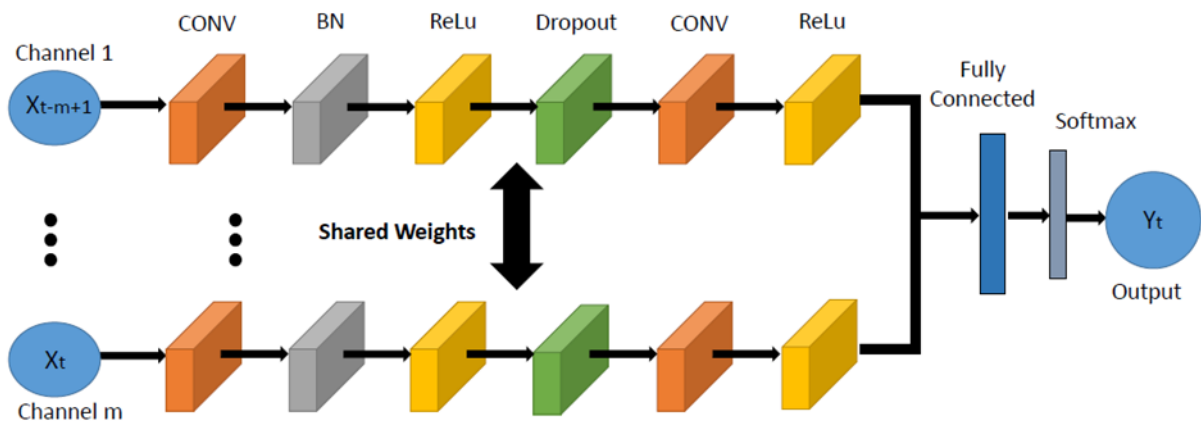 CONV BN ReLu Dropout CONV ReLu
Channel 1
Xt-m+1
Fully
Connected
Softmax
Shared Weights
Yt
Output
Xt
Channel m